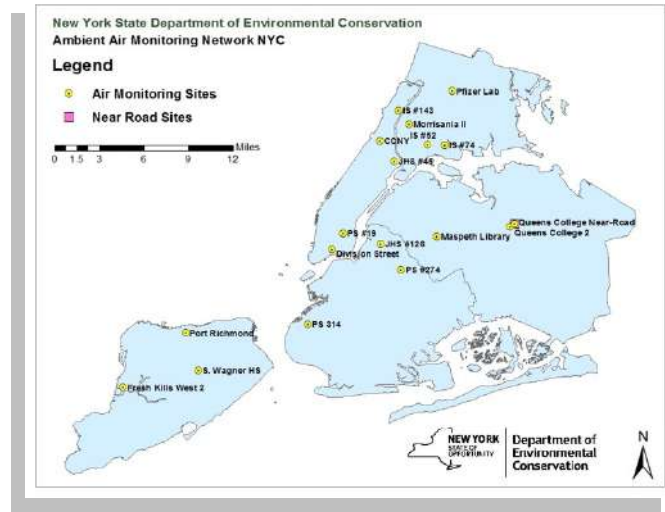 New York State Department of Environmental Conservation
Ambient Air Monitoring Network NYC
Legend
Air Monitoring Sites
Near Road Sites
Miles
0 1.5 3 6 9 12
Pfizer Lab
IS #143
Morrisania II
IS #52
CCNY
IS #74
JHS #45
Queens College Near-Road
PS #19
Queens College 2
Maspeth Library
JHS #126
Division Street
PS #274
PS 314
Port Richmond
S. Wagner HS
Fresh Kills West 2
NEW YORK
STATE OF
OPPORTUNITY
Department of
Environmental
Conservation
N